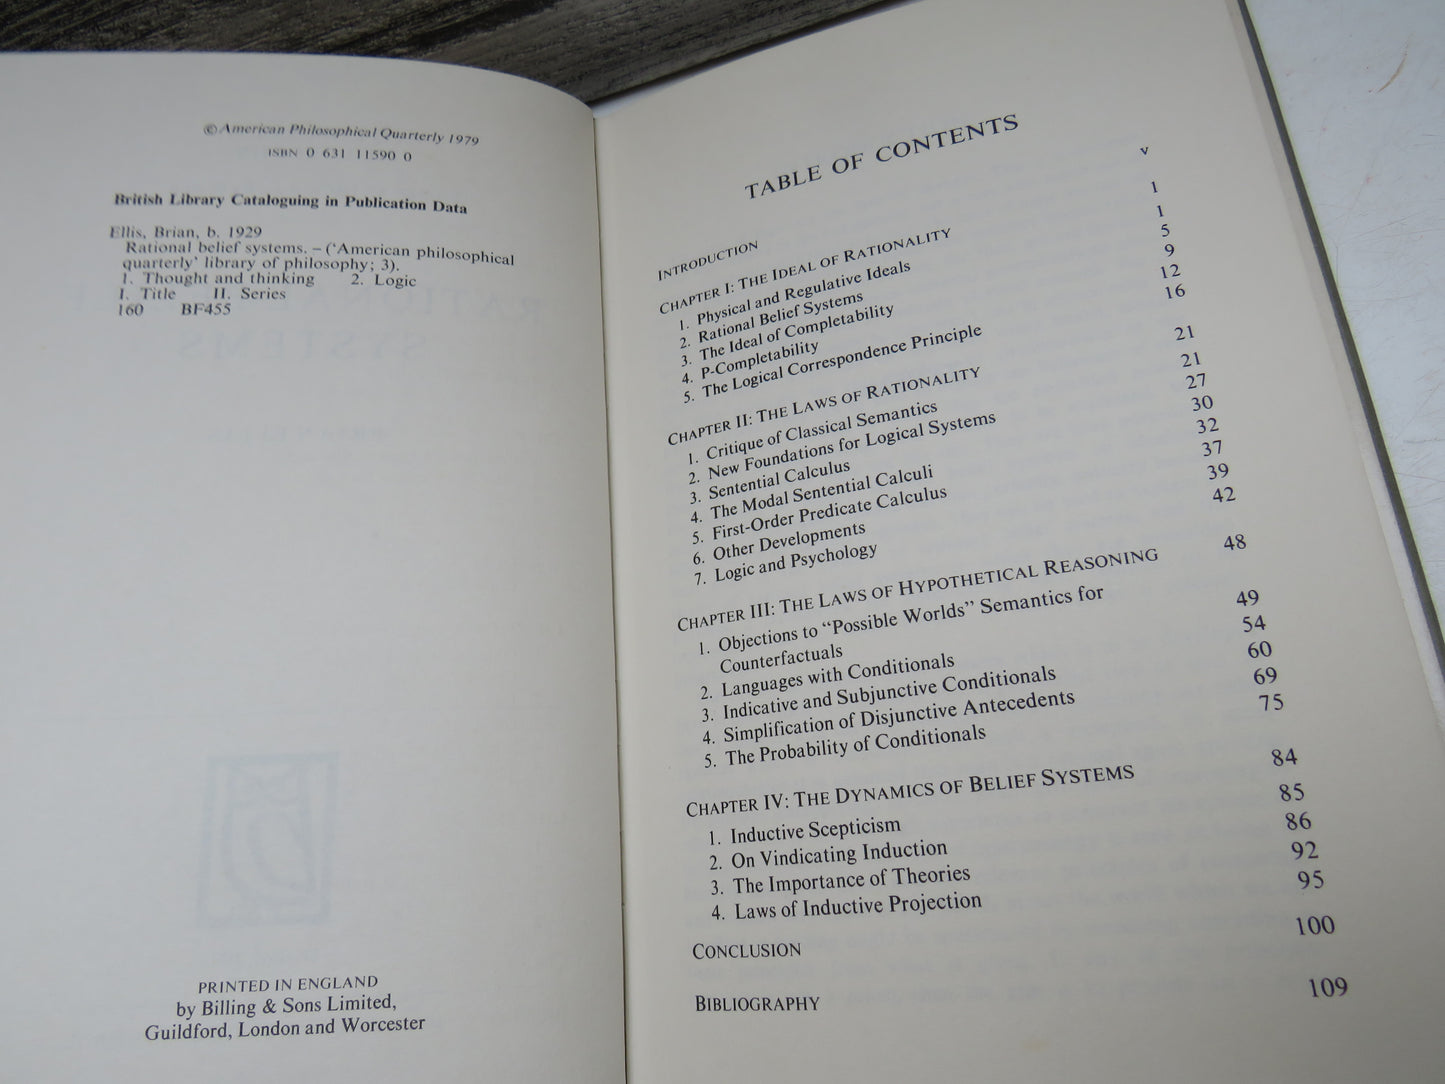 © American Philosophical Quarterly 1979
ISBN 0 631 11590 0
British Library Cataloguing in Publication Data
Ellis, Brian, b. 1929
Rational belief systems. – ('American philosophical
quarterly' library of philosophy; 3).
1. Thought and thinking 2. Logic
I. Title II. Series
160 BF455
PRINTED IN ENGLAND
by Billing & Sons Limited,
Guildford, London and Worcester
TABLE OF CONTENTS
INTRODUCTION v
CHAPTER I: THE IDEAL OF RATIONALITY 1
1. Physical and Regulative Ideals 1
2. Rational Belief Systems 5
3. The Ideal of Completability 9
4. P-Completability 12
5. The Logical Correspondence Principle 16
CHAPTER II: THE LAWS OF RATIONALITY 21
1. Critique of Classical Semantics 21
2. New Foundations for Logical Systems 27
3. Sentential Calculus 30
4. The Modal Sentential Calculi 32
5. First-Order Predicate Calculus 37
6. Other Developments 39
7. Logic and Psychology 42
CHAPTER III: THE LAWS OF HYPOTHETICAL REASONING 48
1. Objections to "Possible Worlds" Semantics for
Counterfactuals 49
2. Languages with Conditionals 54
3. Indicative and Subjunctive Conditionals 60
4. Simplification of Disjunctive Antecedents 69
5. The Probability of Conditionals 75
CHAPTER IV: THE DYNAMICS OF BELIEF SYSTEMS 84
1. Inductive Scepticism 85
2. On Vindicating Induction 86
3. The Importance of Theories 92
4. Laws of Inductive Projection 95
CONCLUSION 100
BIBLIOGRAPHY 109